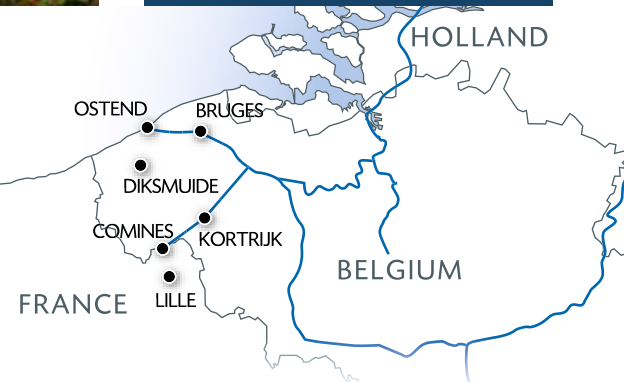 HOLLAND
OSTEND
BRUGES
DIKSMUIDE
COMINES
KORTRIJK
BELGIUM
FRANCE
LILLE